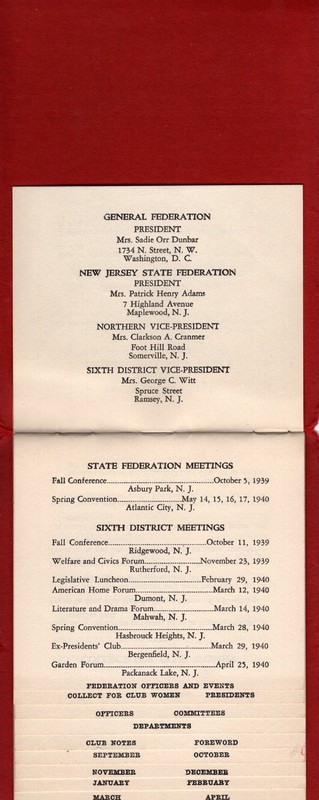 GENERAL FEDERATION
PRESIDENT
Mrs. Sadie Orr Dunbar
1734 N. Street, N. W.
Washington, D. C.
NEW JERSEY STATE FEDERATION
PRESIDENT
Mrs. Patrick Henry Adams
7 Highland Avenue
Maplewood, N. J.
NORTHERN VICE-PRESIDENT
Mrs. Clarkson A. Cranmer
Foot Hill Road
Somerville, N. J.
SIXTH DISTRICT VICE-PRESIDENT
Mrs. George C. Witt
Spruce Street
Ramsey, N. J.
STATE FEDERATION MEETINGS
Fall Conference........................October 5, 1939
Asbury Park, N. J.
Spring Convention................May 14, 15, 16, 17, 1940
Atlantic City, N. J.
SIXTH DISTRICT MEETINGS
Fall Conference........................October 11, 1939
Ridgewood, N. J.
Welfare and Civics Forum................November 23, 1939
Rutherford, N. J.
Legislative Luncheon................February 29, 1940
American Home Forum................March 12, 1940
Dumont, N. J.
Literature and Drama Forum................March 14, 1940
Mahwah, N. J.
Spring Convention................March 28, 1940
Hasbrouck Heights, N. J.
Ex-Presidents' Club................March 29, 1940
Bergenfield, N. J.
Garden Forum................April 25, 1940
Packanack Lake, N. J.
FEDERATION OFFICERS AND EVENTS
COLLECT FOR CLUB WOMEN PRESIDENTS
OFFICERS COMMITTEES
DEPARTMENTS
CLUB NOTES FOREWORD
SEPTEMBER OCTOBER
NOVEMBER DECEMBER
JANUARY FEBRUARY
MARCH APRIL